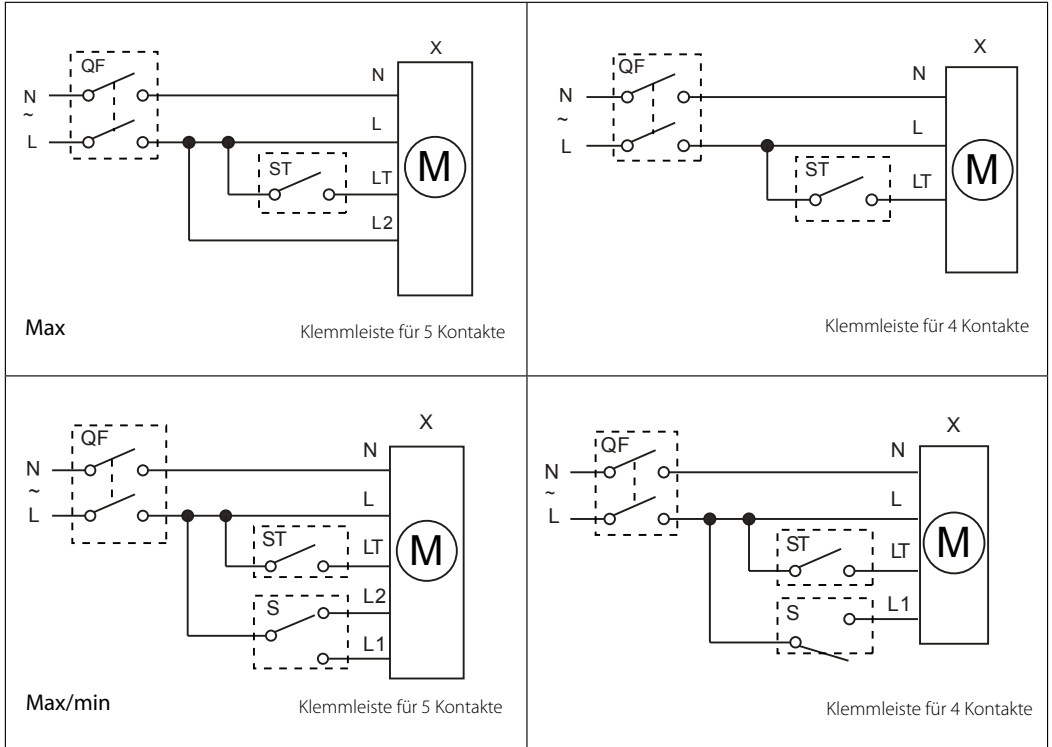 X
QF
N
N
~
L
L
ST
LT
M
L2
Max
Klemmleiste für 5 Kontakte
X
QF
N
N
~
L
L
ST
LT
M
Klemmleiste für 4 Kontakte
X
QF
N
N
~
L
L
ST
LT
M
S
L2
L1
Max/min
Klemmleiste für 5 Kontakte
X
QF
N
N
~
L
L
ST
LT
M
S
L1
Klemmleiste für 4 Kontakte